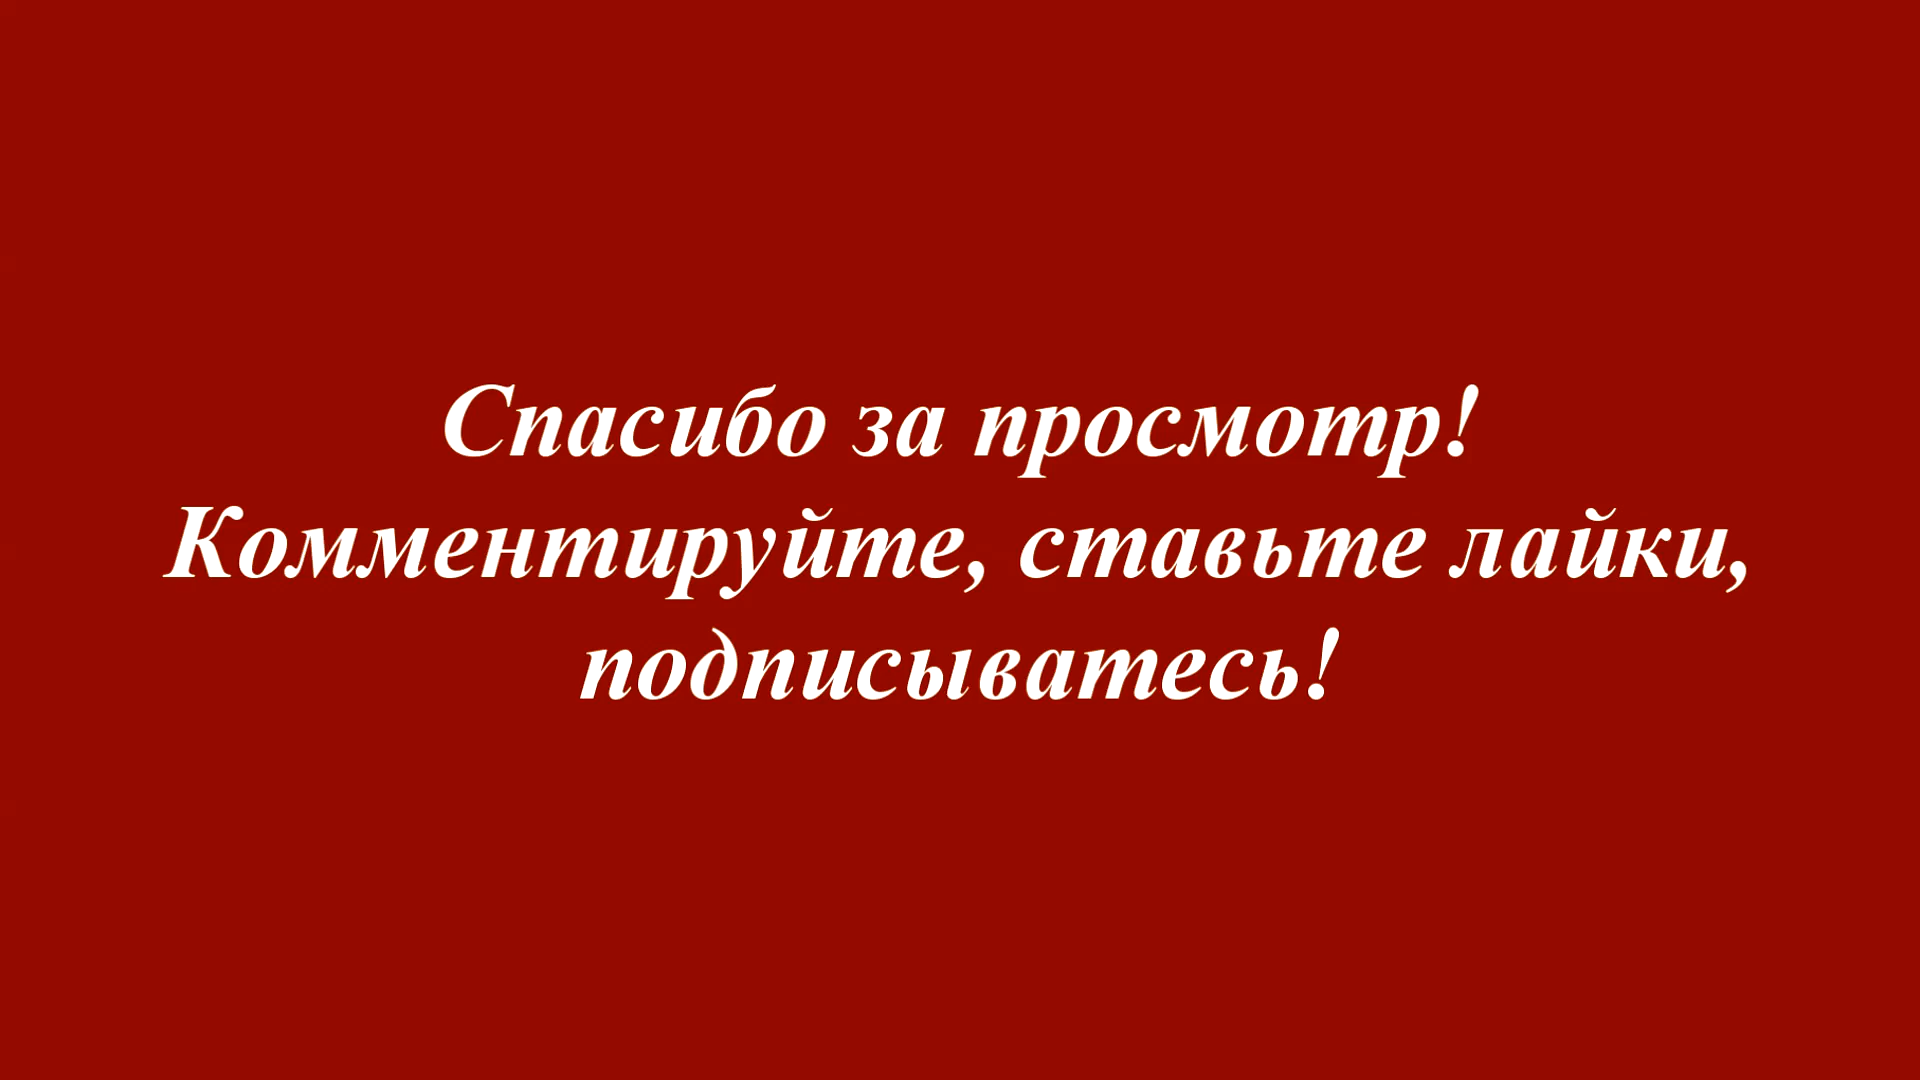 Спасибо за просмотр!
Комментируйте, ставьте лайки,
подписыватесь!